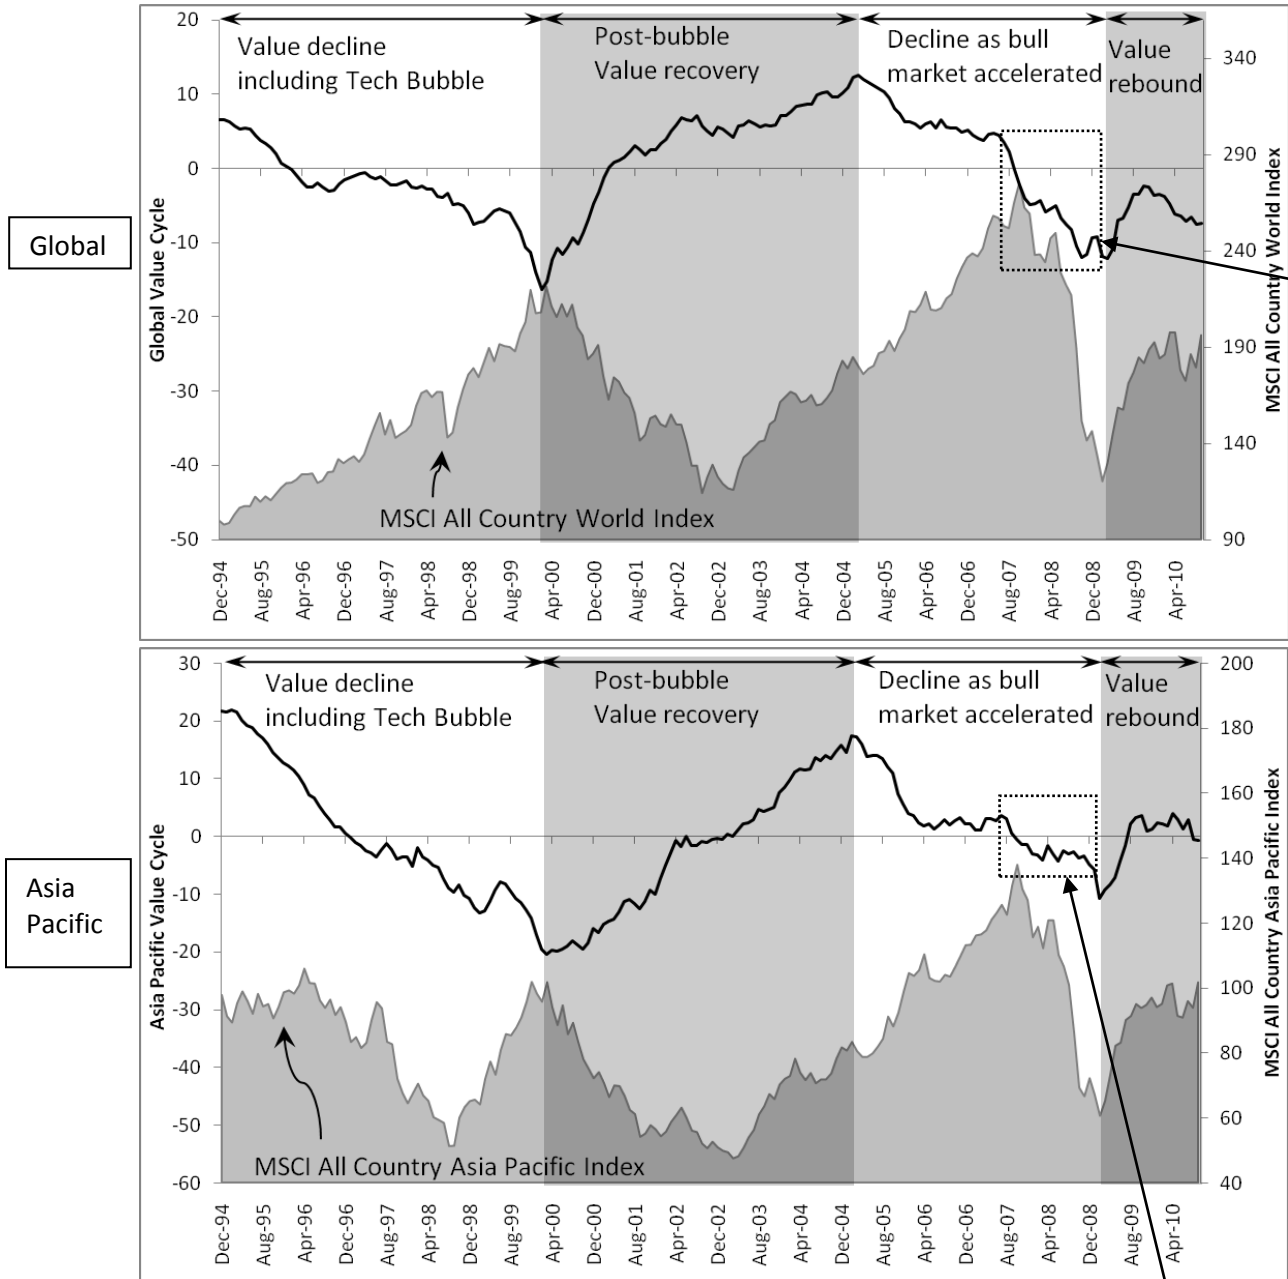 Global
20
10
0
-10
-20
-30
-40
-50
Global Value Cycle
Value decline
including Tech Bubble
Post-bubble
Value recovery
Decline as bull
market accelerated
Value
rebound
MSCI All Country World Index
340
290
240
190
140
90
MSCI All Country World Index
Dec-94
Aug-95
Apr-96
Dec-96
Aug-97
Apr-98
Dec-98
Aug-99
Apr-00
Dec-00
Aug-01
Apr-02
Dec-02
Aug-03
Apr-04
Dec-04
Aug-05
Apr-06
Dec-06
Aug-07
Apr-08
Dec-08
Aug-09
Apr-10
Asia
Pacific
30
20
10
0
-10
-20
-30
-40
-50
-60
Asia Pacific Value Cycle
Value decline
including Tech Bubble
Post-bubble
Value recovery
Decline as bull
market accelerated
Value
rebound
MSCI All Country Asia Pacific Index
200
180
160
140
120
100
80
60
40
MSCI All Country Asia Pacific Index
Dec-94
Aug-95
Apr-96
Dec-96
Aug-97
Apr-98
Dec-98
Aug-99
Apr-00
Dec-00
Aug-01
Apr-02
Dec-02
Aug-03
Apr-04
Dec-04
Aug-05
Apr-06
Dec-06
Aug-07
Apr-08
Dec-08
Aug-09
Apr-10